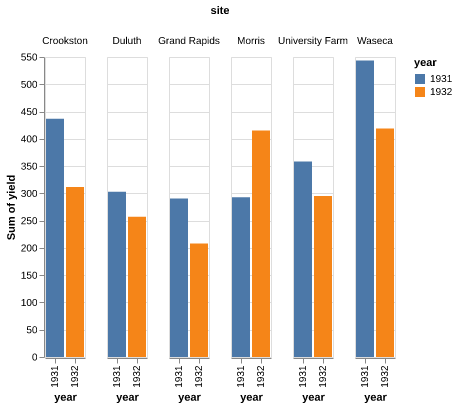 site
Crookston Duluth Grand Rapids Morris University Farm Waseca
year
1931
1932
Sum of yield
550
500
450
400
350
300
250
200
150
100
50
0
1931 1932 1931 1932 1931 1932 1931 1932 1931 1932 1931 1932
year year year year year year